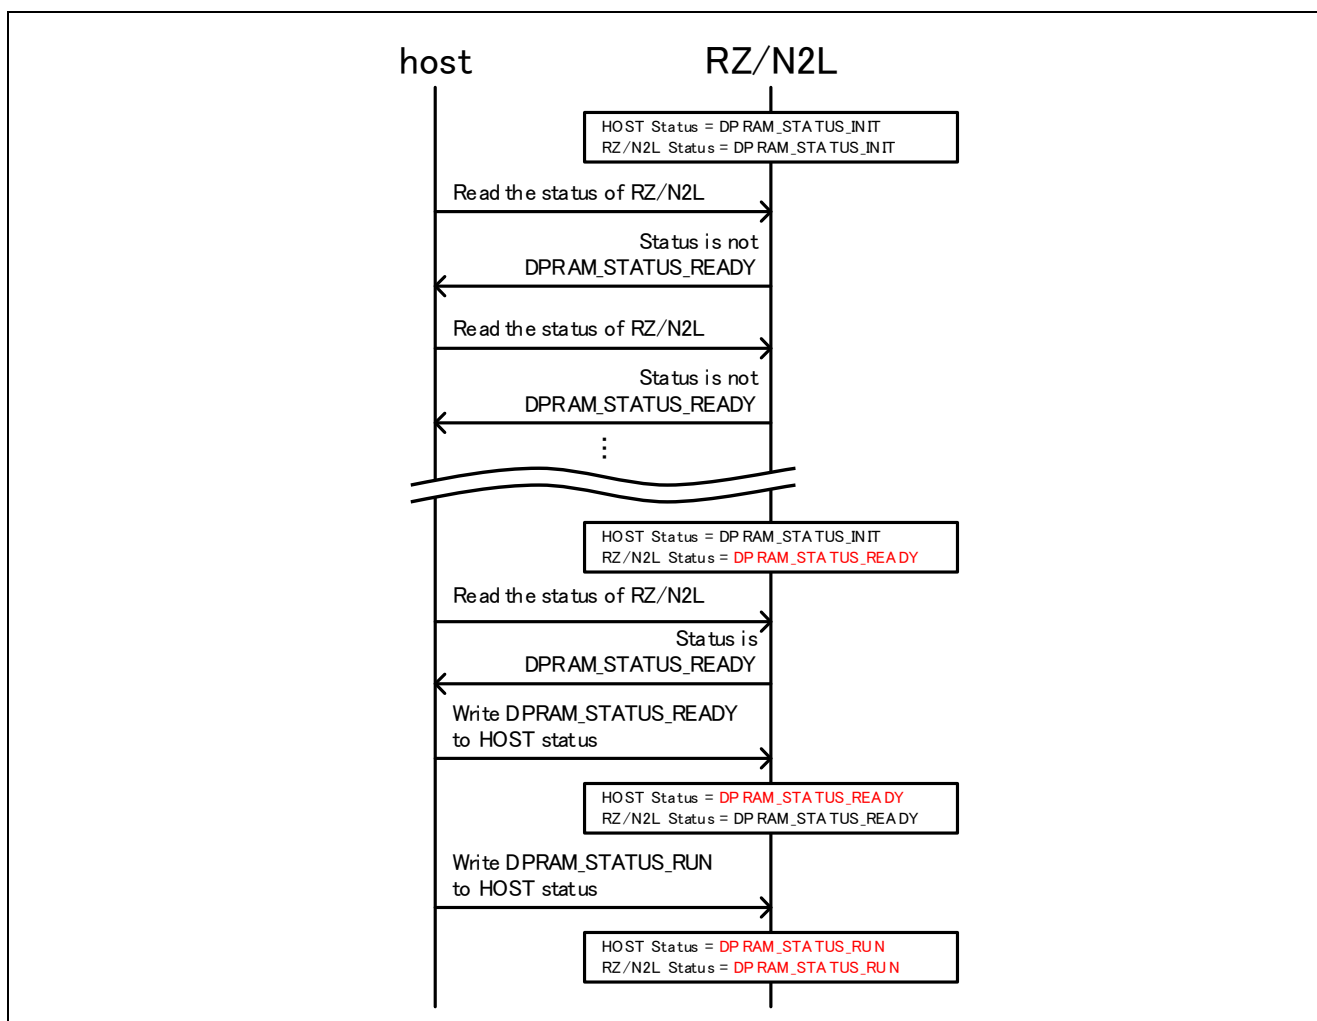 host
RZ/N2L
HOST Status = DPRAM_STATUS_INIT
RZ/N2L Status = DPRAM_STATUS_INIT
Read the status of RZ/N2L
Status is not
DPRAM_STATUS_READY
Read the status of RZ/N2L
Status is not
DPRAM_STATUS_READY
⋮
HOST Status = DPRAM_STATUS_INIT
RZ/N2L Status = DPRAM_STATUS_READY
Read the status of RZ/N2L
Status is
DPRAM_STATUS_READY
Write DPRAM_STATUS_READY
to HOST status
HOST Status = DPRAM_STATUS_READY
RZ/N2L Status = DPRAM_STATUS_READY
Write DPRAM_STATUS_RUN
to HOST status
HOST Status = DPRAM_STATUS_RUN
RZ/N2L Status = DPRAM_STATUS_RUN